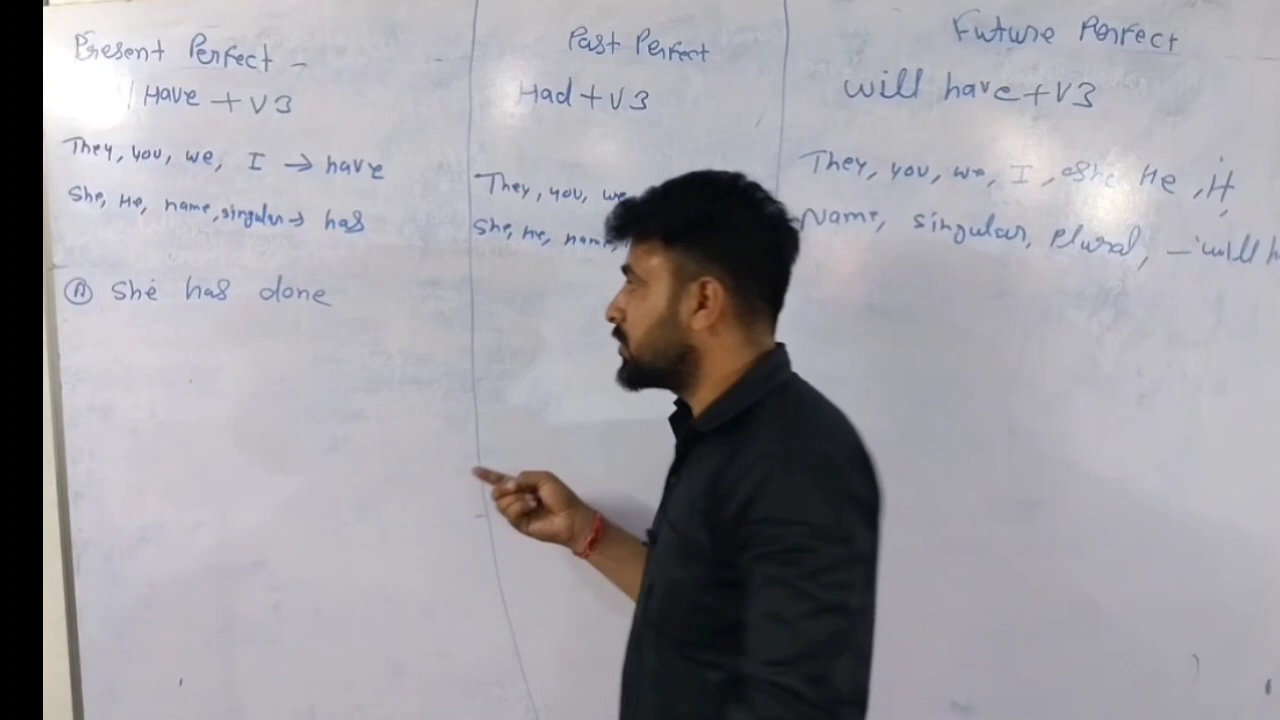 Present Perfect -
Have + V3
They, you, we, I → have
She, He, name, singular → has
Ⓐ She has done
Past Perfect
Had + V3
They, you, we
She, He, name,
Future Perfect
will have + V3
They, you, we, I, She He, it,
Name, singular, Plural, - will